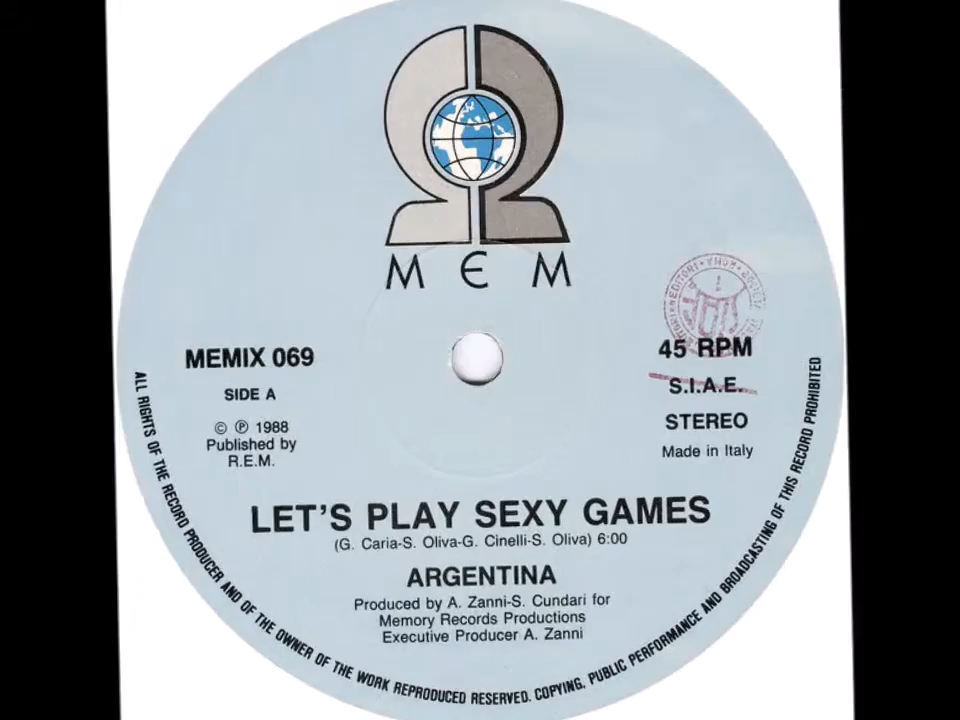 MEM
MEMIX 069
SIDE A
© ℗ 1988
Published by
R.E.M.
45 RPM
S.I.A.E.
STEREO
Made in Italy
LET'S PLAY SEXY GAMES
(G. Caria-S. Oliva-G. Cinelli-S. Oliva) 6:00
ARGENTINA
Produced by A. Zanni-S. Cundari for
Memory Records Productions
Executive Producer A. Zanni
ALL RIGHTS OF THE RECORD PRODUCER AND OF THE OWNER OF THE WORK REPRODUCED RESERVED. COPYING, PUBLIC PERFORMANCE AND BROADCASTING OF THIS RECORD PROHIBITED